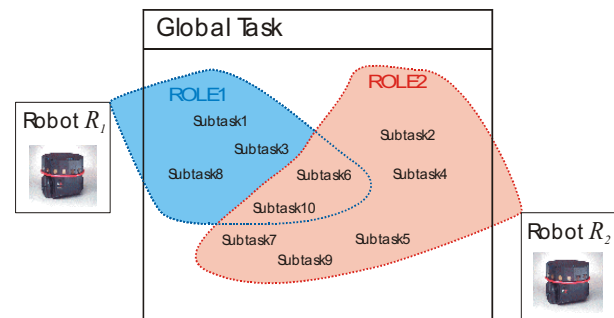 Global Task
ROLE1
ROLE2
Robot R1
Subtask1
Subtask2
Subtask3
Subtask8
Subtask6
Subtask4
Subtask10
Subtask7
Subtask5
Subtask9
Robot R2